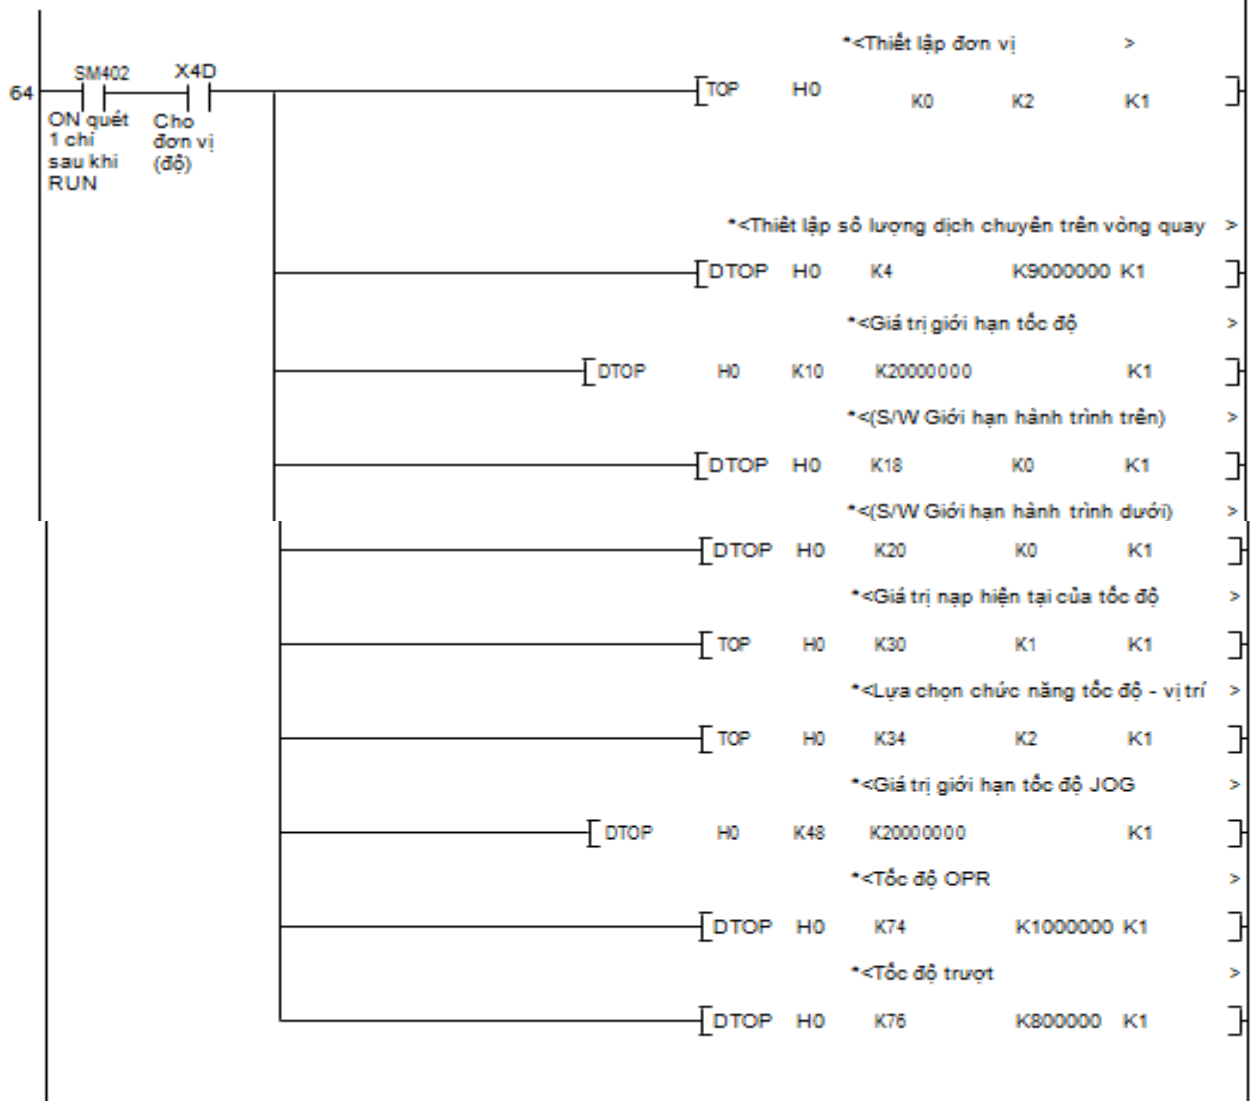 *<Thiết lập đơn vị >
SM402 X4D
64 TOP H0 K0 K2 K1
ON quét Cho
1 chỉ đơn vị
sau khi (độ)
RUN
*<Thiết lập số lượng dịch chuyển trên vòng quay >
DTOP H0 K4 K9000000 K1
*<Giá trị giới hạn tốc độ >
DTOP H0 K10 K20000000 K1
*<(S/W Giới hạn hành trình trên) >
DTOP H0 K18 K0 K1
*<(S/W Giới hạn hành trình dưới) >
DTOP H0 K20 K0 K1
*<Giá trị nạp hiện tại của tốc độ >
TOP H0 K30 K1 K1
*<Lựa chọn chức năng tốc độ - vị trí >
TOP H0 K34 K2 K1
*<Giá trị giới hạn tốc độ JOG >
DTOP H0 K48 K20000000 K1
*<Tốc độ OPR >
DTOP H0 K74 K1000000 K1
*<Tốc độ trượt >
DTOP H0 K76 K800000 K1